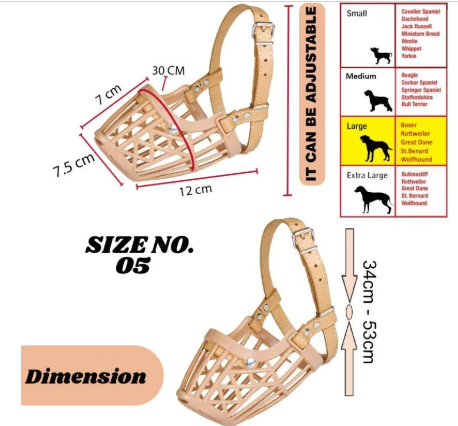 30 CM
7 cm
7.5 cm
12 cm
IT CAN BE ADJUSTABLE
Small
Cavalier Spaniel
Dachshund
Jack Russell
Miniature Breed
Westie
Whippet
Yorkie
Medium
Beagle
Cocker Spaniel
Springer Spaniel
Staffordshire
Bull Terrier
Large
Boxer
Rottweiler
Great Dane
St.Benard
Wolfhound
Extra Large
Bullmastiff
Rottweiler
Great Dane
St. Benard
Wolfhound
SIZE NO.
05
34cm - 53cm
Dimension